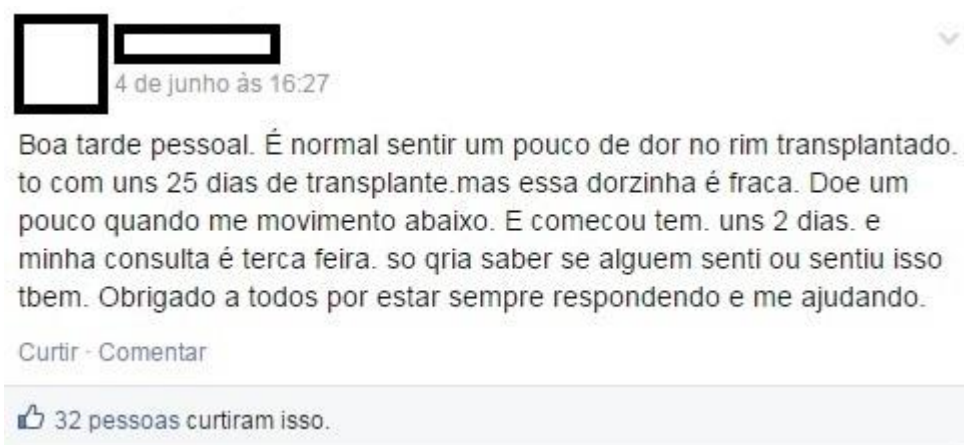 4 de junho às 16:27
Boa tarde pessoal. É normal sentir um pouco de dor no rim transplantado.
to com uns 25 dias de transplante.mas essa dorzinha é fraca. Doe um
pouco quando me movimento abaixo. E comecou tem. uns 2 dias. e
minha consulta é terca feira. so qria saber se alguem senti ou sentiu isso
tbem. Obrigado a todos por estar sempre respondendo e me ajudando.
Curtir · Comentar
32 pessoas curtiram isso.